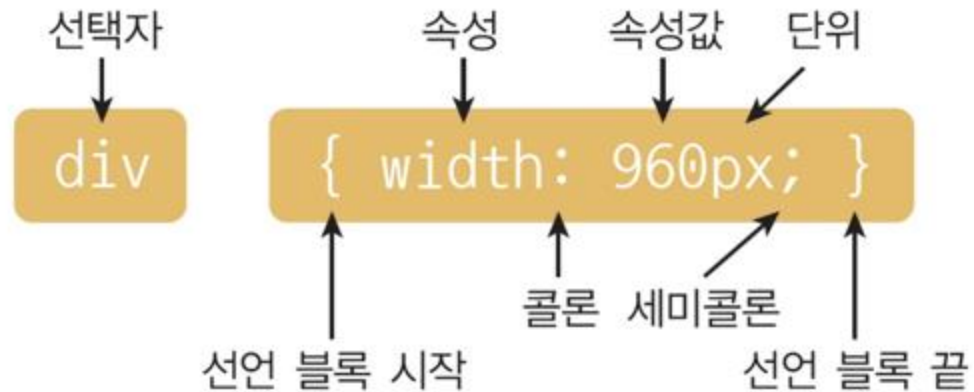 선택자 속성 속성값 단위
div { width: 960px; }
콜론 세미콜론
선언 블록 시작 선언 블록 끝